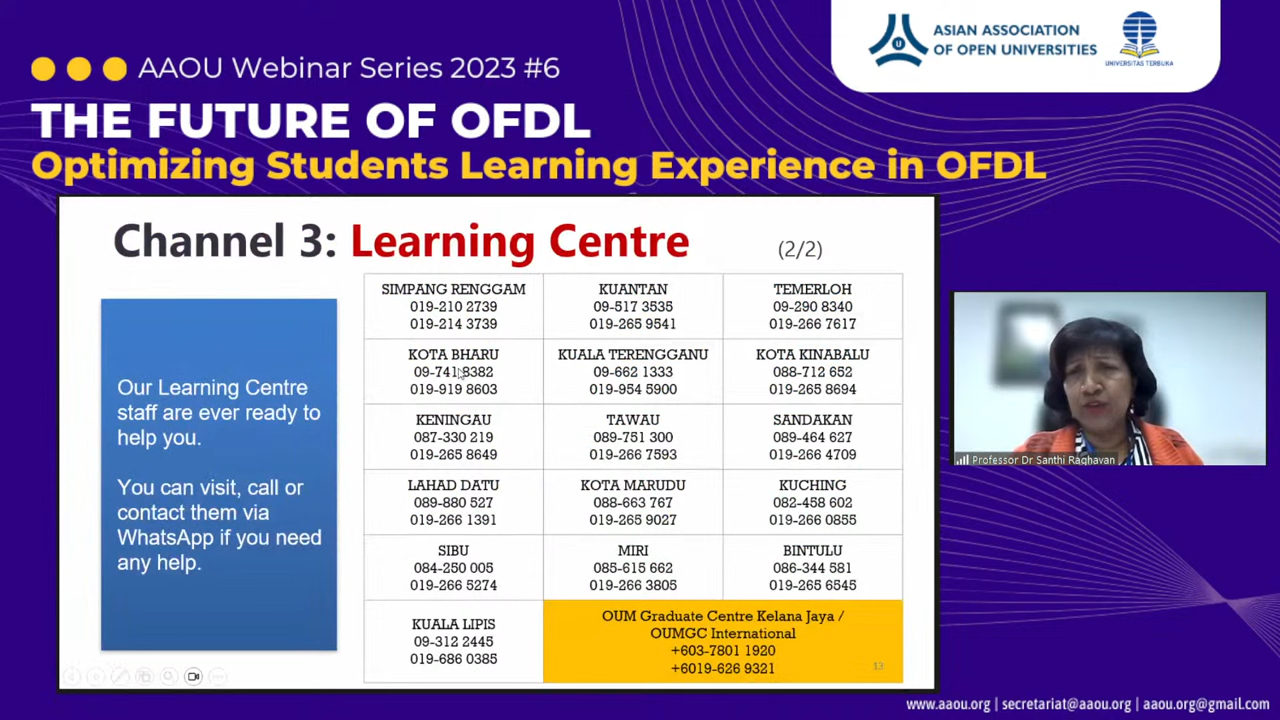 AAOU Webinar Series 2023 #6
THE FUTURE OF OFDL
Optimizing Students Learning Experience in OFDL
ASIAN ASSOCIATION
OF OPEN UNIVERSITIES
UNIVERSITAS TERBUKA
Channel 3: Learning Centre (2/2)
Our Learning Centre
staff are ever ready to
help you.
You can visit, call or
contact them via
WhatsApp if you need
any help.
SIMPANG RENGGAM
019-210 2739
019-214 3739
KUANTAN
09-517 3535
019-265 9541
TEMERLOH
09-290 8340
019-266 7617
KOTA BHARU
09-741 8382
019-919 8603
KUALA TERENGGANU
09-662 1333
019-954 5900
KOTA KINABALU
088-712 652
019-265 8694
KENINGAU
087-330 219
019-265 8649
TAWAU
089-751 300
019-266 7593
SANDAKAN
089-464 627
019-266 4709
LAHAD DATU
089-880 527
019-266 1391
KOTA MARUDU
088-663 767
019-265 9027
KUCHING
082-458 602
019-266 0855
SIBU
084-250 005
019-266 5274
MIRI
085-615 662
019-266 3805
BINTULU
086-344 581
019-265 6545
KUALA LIPIS
09-312 2445
019-686 0385
OUM Graduate Centre Kelana Jaya /
OUMGC International
+603-7801 1920
+6019-626 9321
13
Professor Dr Santhi Raghavan
www.aaou.org | secretariat@aaou.org | aaou.org@gmail.com